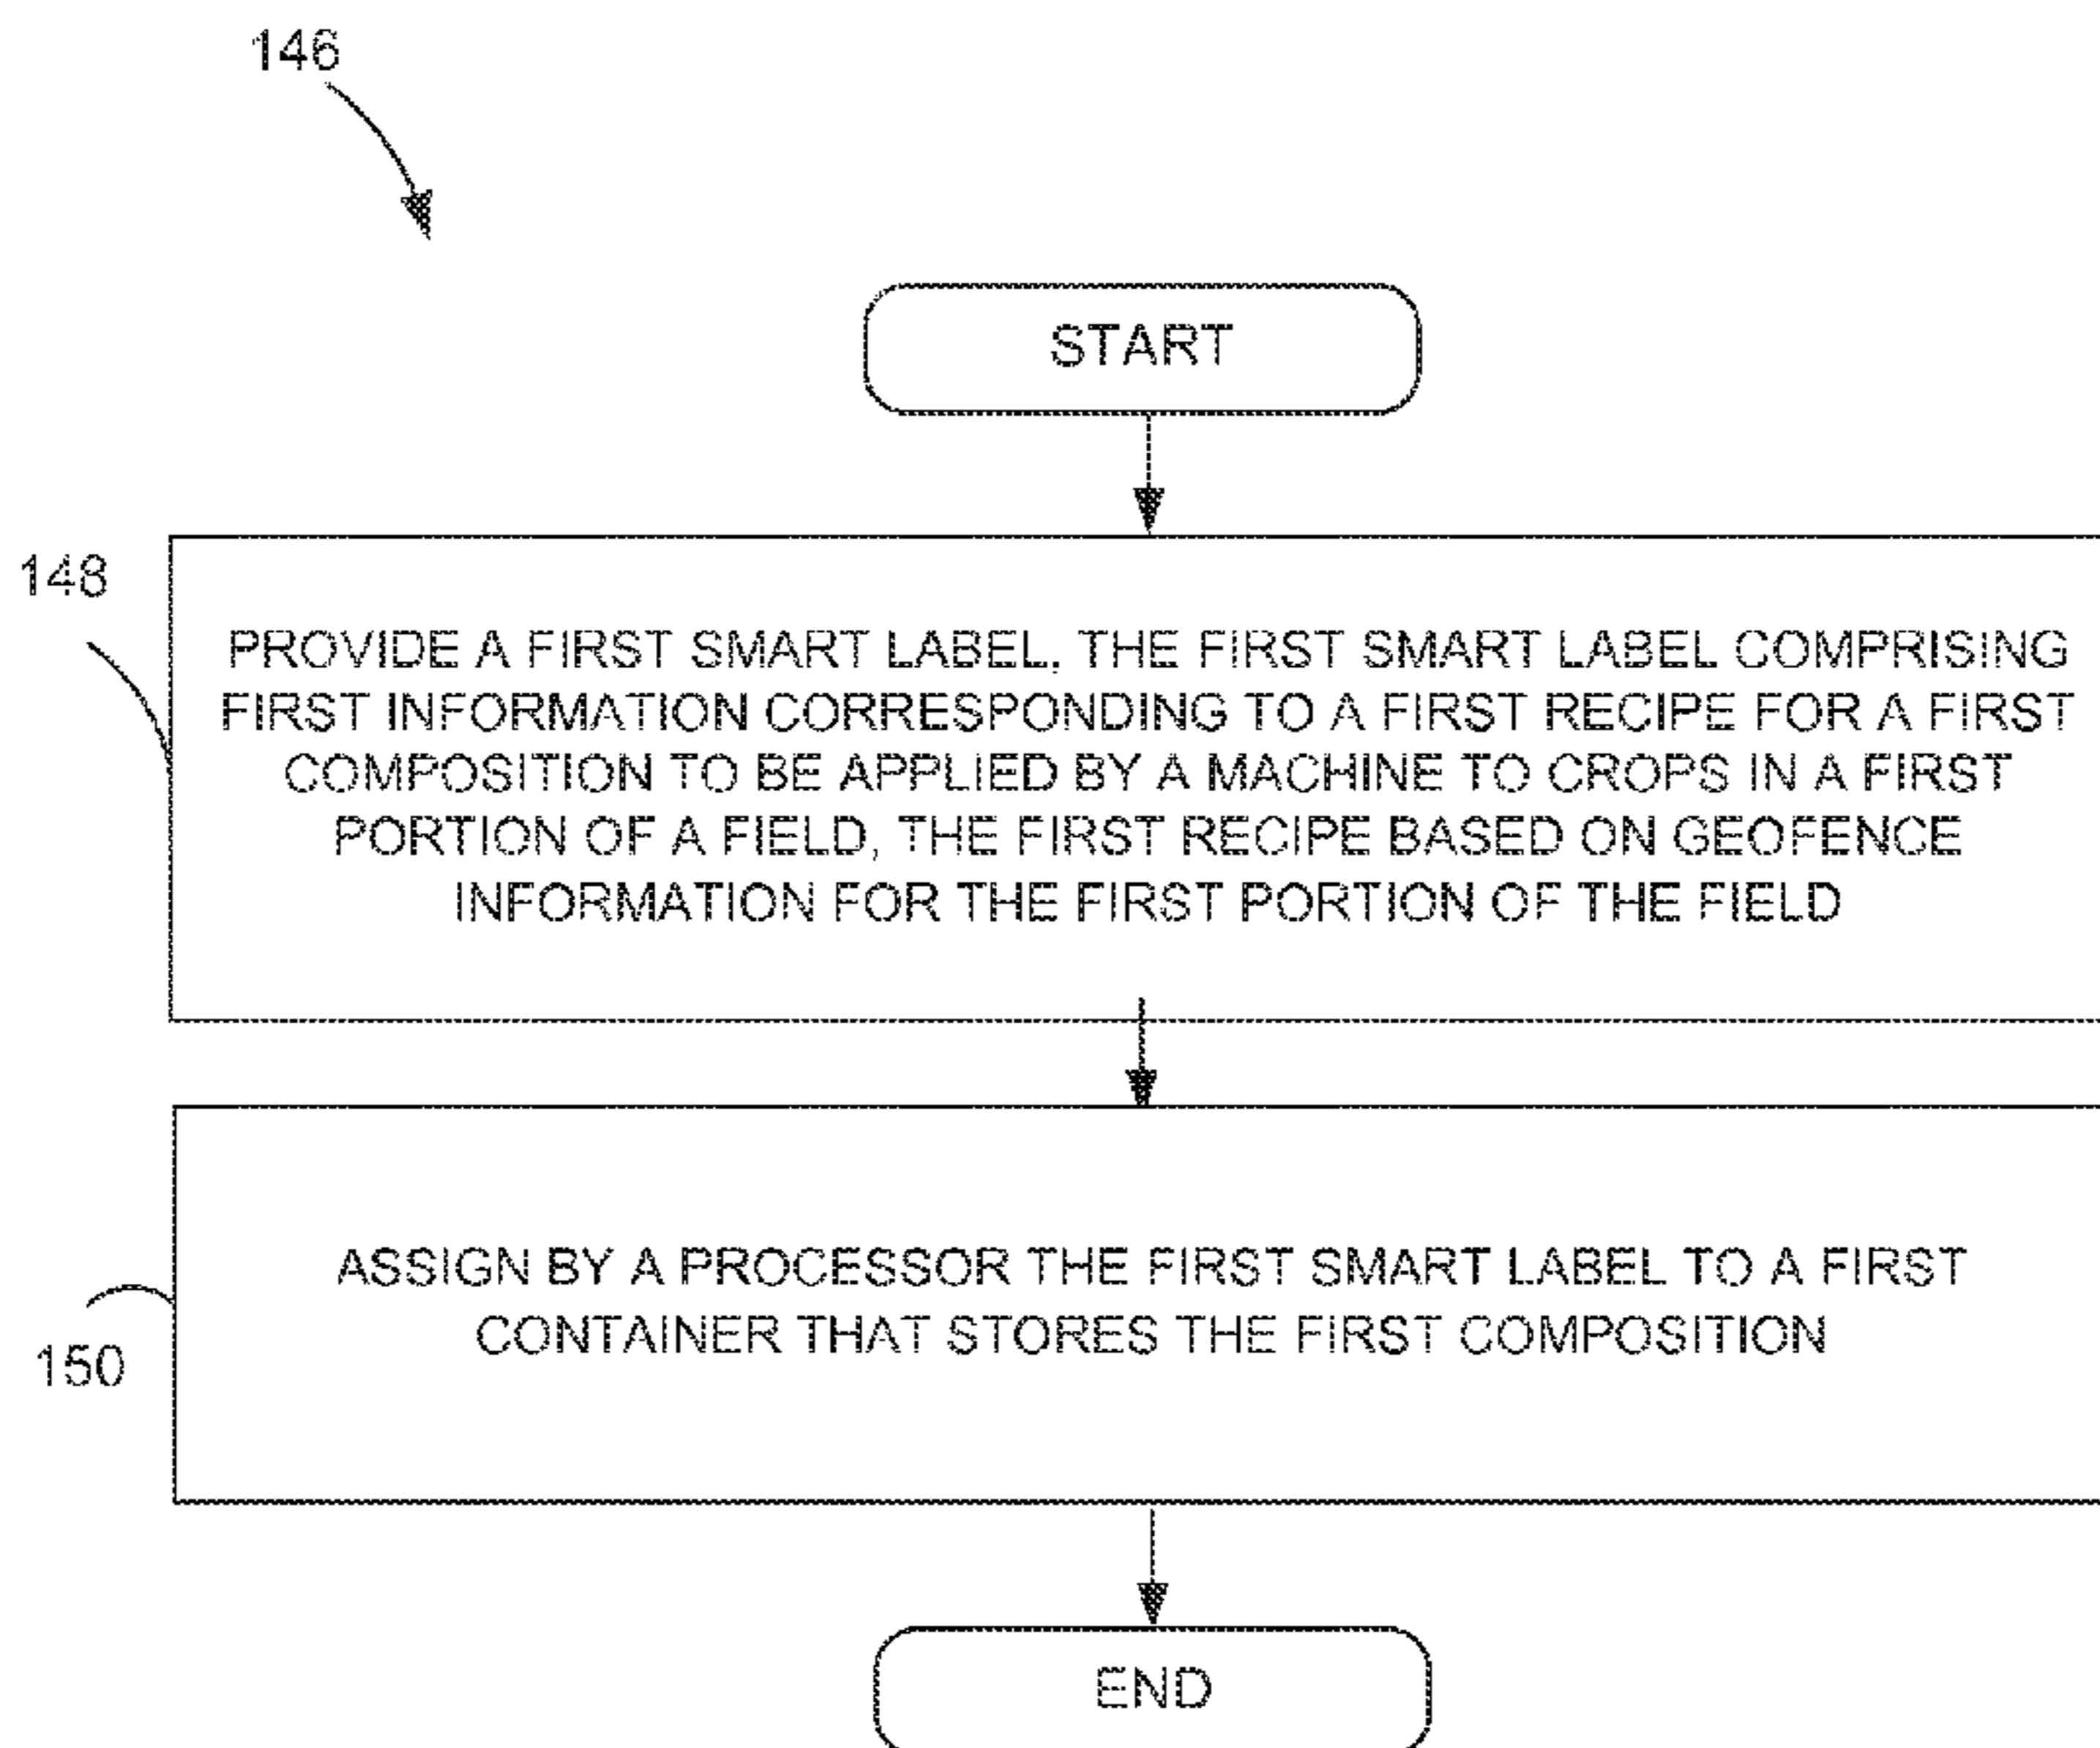 146
START
148
PROVIDE A FIRST SMART LABEL, THE FIRST SMART LABEL COMPRISING
FIRST INFORMATION CORRESPONDING TO A FIRST RECIPE FOR A FIRST
COMPOSITION TO BE APPLIED BY A MACHINE TO CROPS IN A FIRST
PORTION OF A FIELD, THE FIRST RECIPE BASED ON GEOFENCE
INFORMATION FOR THE FIRST PORTION OF THE FIELD
ASSIGN BY A PROCESSOR THE FIRST SMART LABEL TO A FIRST
CONTAINER THAT STORES THE FIRST COMPOSITION
150
END